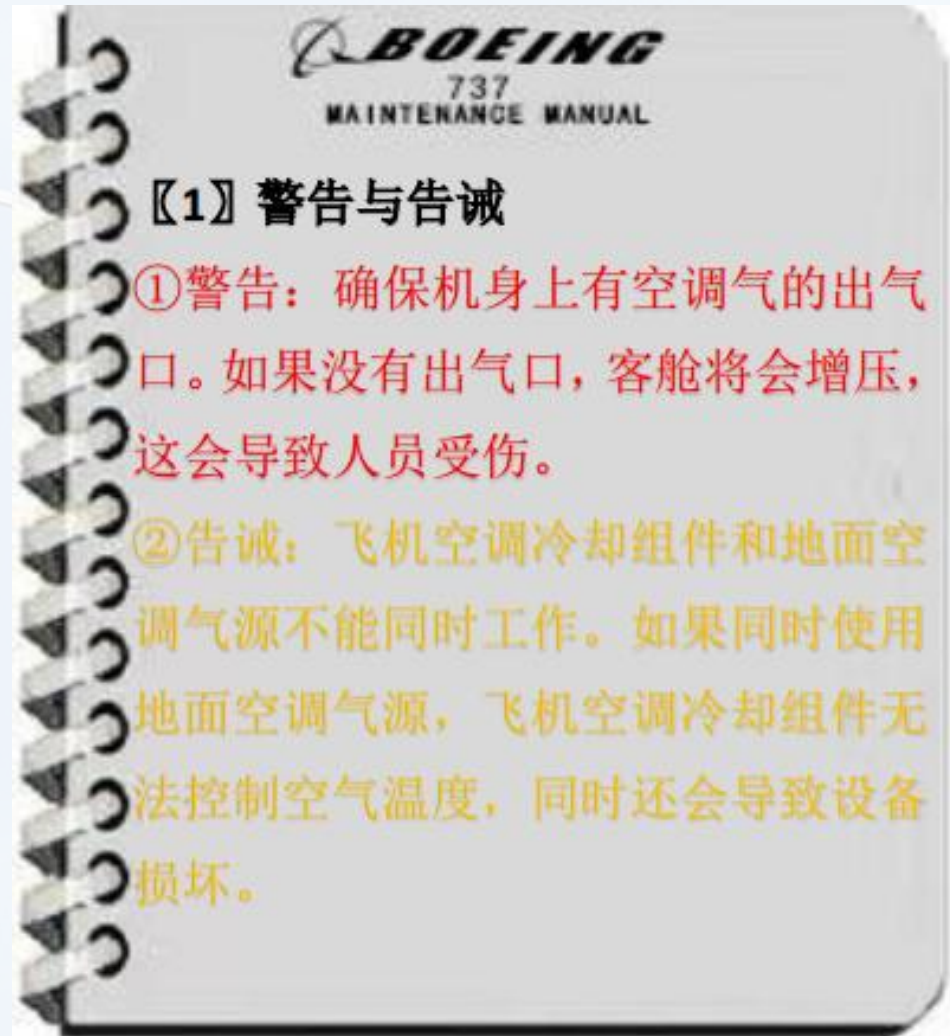 BOEING
737
MAINTENANCE MANUAL
〖1〗警告与告诫
①警告：确保机身上有空调气的出气
口。如果没有出气口，客舱将会增压，
这会导致人员受伤。
②告诫：飞机空调冷却组件和地面空
调气源不能同时工作。如果同时使用
地面空调气源，飞机空调冷却组件无
法控制空气温度，同时还会导致设备
损坏。